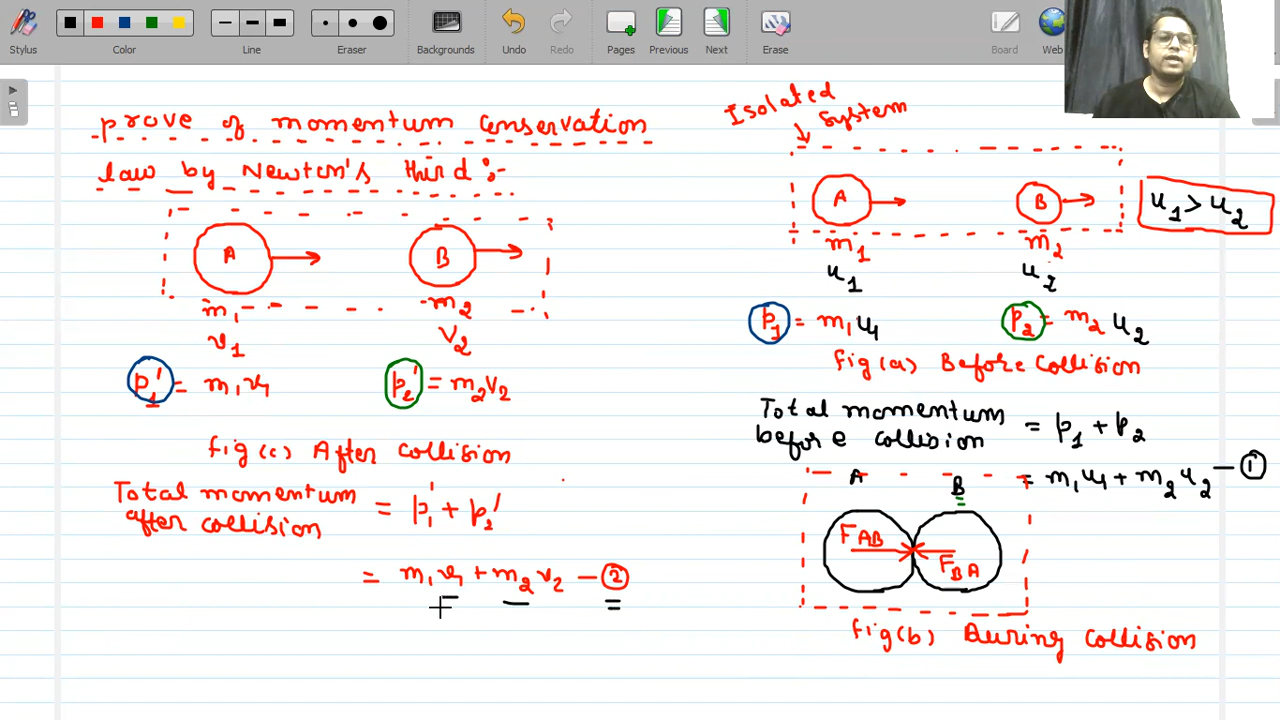 Stylus
Color
Line
Eraser
Backgrounds
Undo
Redo
Pages
Previous
Next
Erase
Board
Web
prove of momentum conservation
law by Newton's third :-
A
B
m₁
m₂
v₁
v₂
p₁' = m₁v₁
p₂' = m₂v₂
fig(c) After collision
Total momentum
after collision = p₁' + p₂'
= m₁v₁ + m₂v₂ — ②
Isolated
system
A
B
u₁ > u₂
m₁
m₂
u₁
u₂
p₁ = m₁u₁
p₂ = m₂u₂
fig(a) Before Collision
Total momentum
before collision = p₁ + p₂
= m₁u₁ + m₂u₂ — ①
A
B
F_AB
F_BA
fig(b) During collision